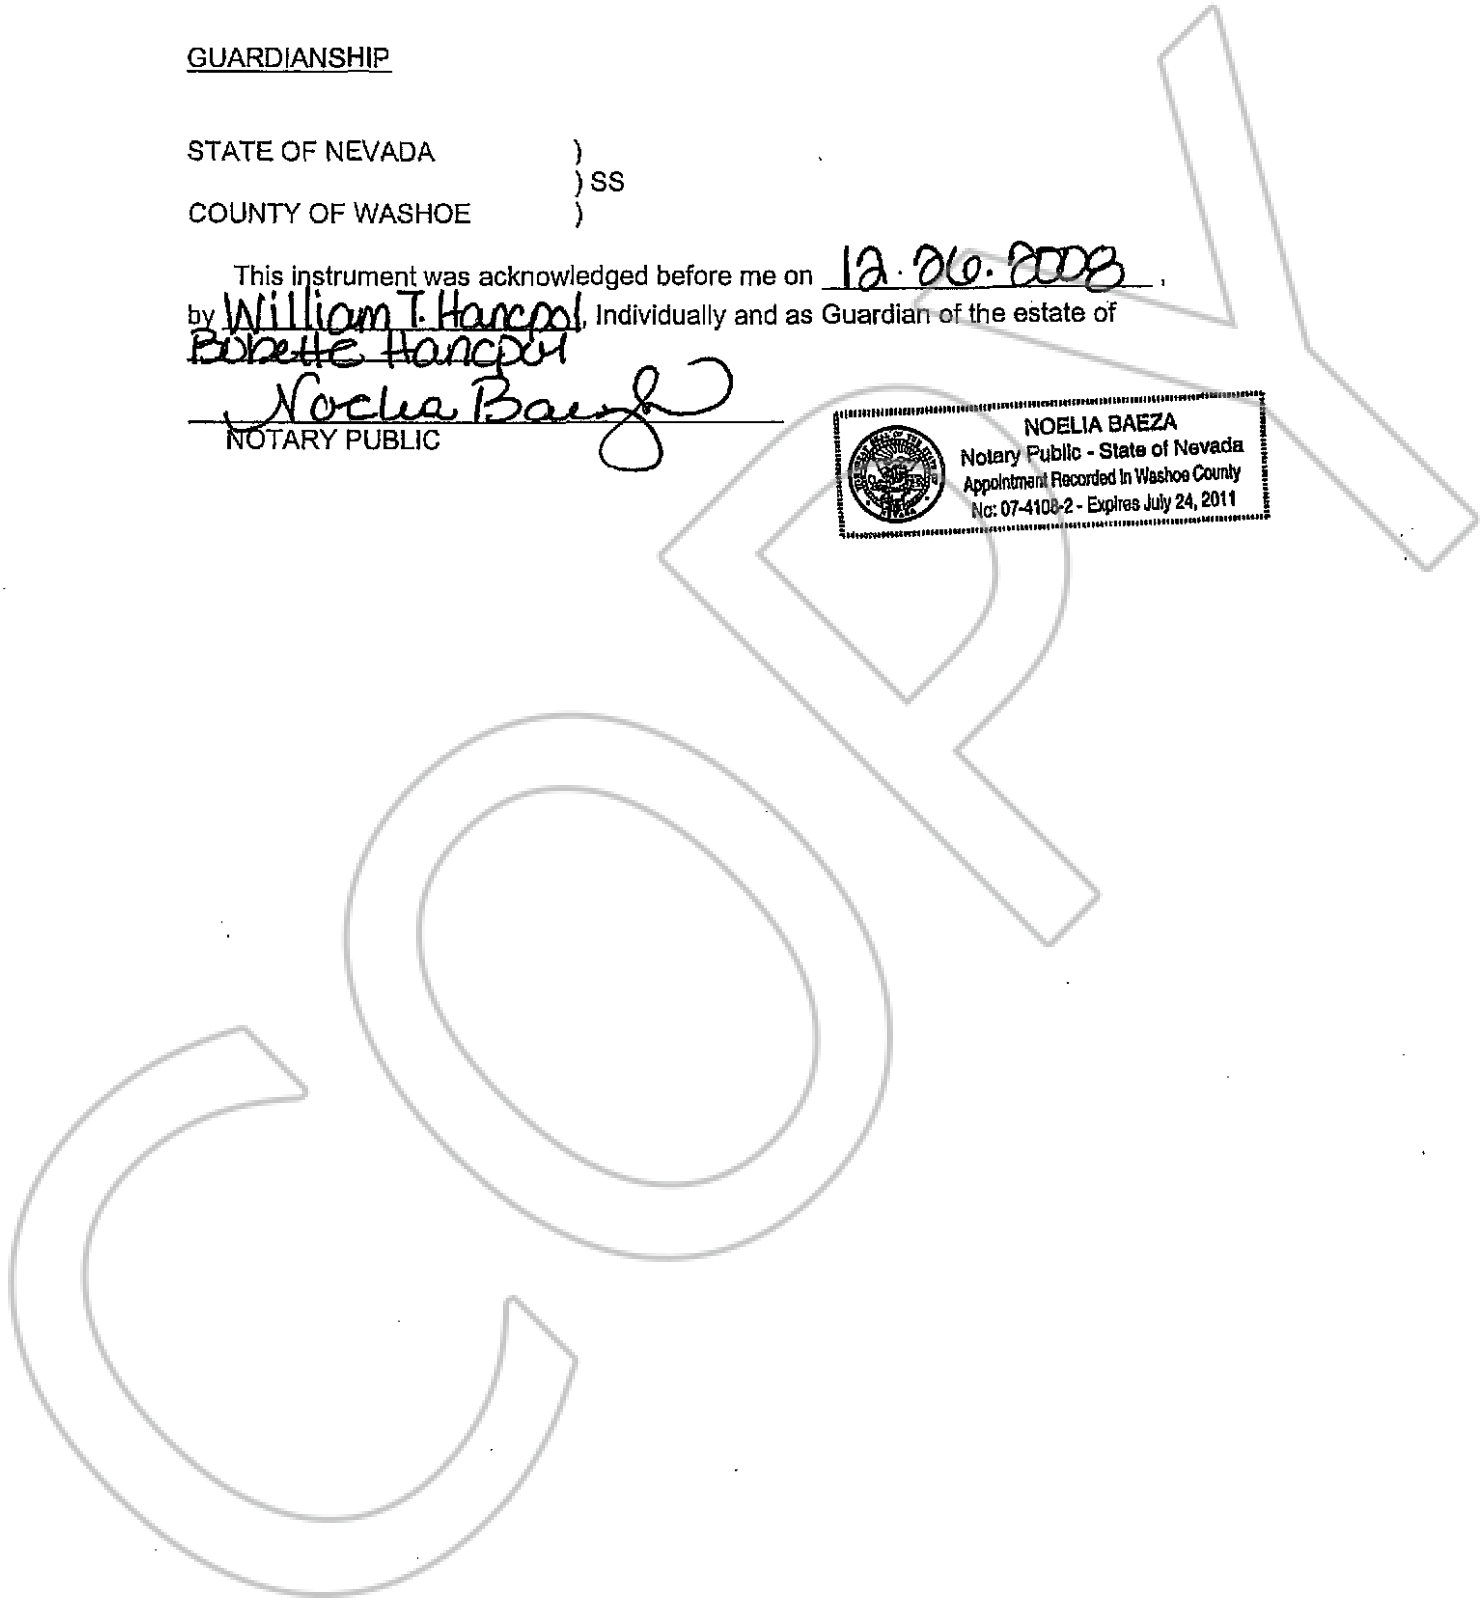 GUARDIANSHIP
STATE OF NEVADA )
) SS
COUNTY OF WASHOE )
This instrument was acknowledged before me on 12·26·2008 ,
by William T. Hancpol, Individually and as Guardian of the estate of
Bobette Hancpol
Noelia Baeza
NOTARY PUBLIC
NOELIA BAEZA
Notary Public - State of Nevada
Appointment Recorded In Washoe County
No: 07-4108-2 - Expires July 24, 2011
COPY